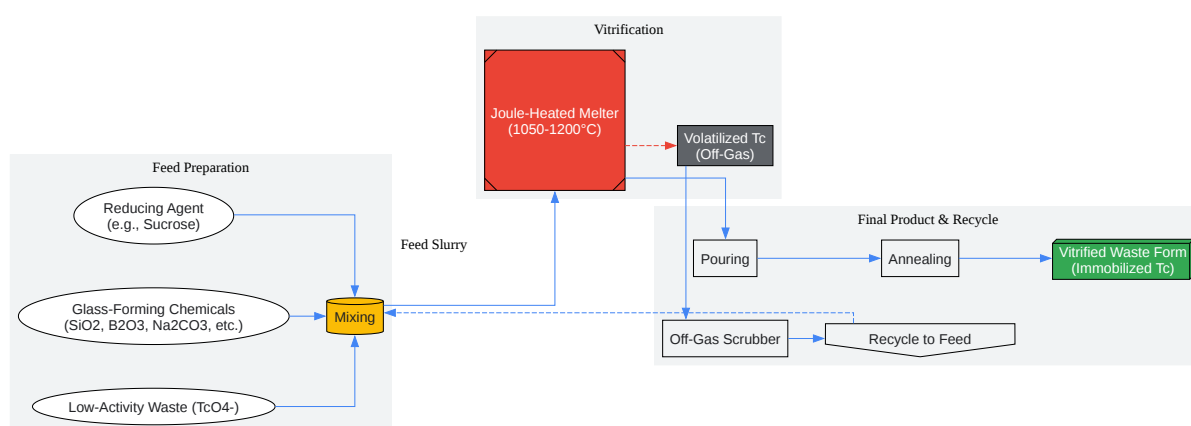 Vitrification
Joule-Heated Melter
(1050-1200°C)
Volatilized Tc
(Off-Gas)
Feed Preparation
Reducing Agent
(e.g., Sucrose)
Feed Slurry
Glass-Forming Chemicals
(SiO2, B2O3, Na2CO3, etc.)
Mixing
Low-Activity Waste (TcO4-)
Final Product & Recycle
Pouring
Annealing
Vitrified Waste Form
(Immobilized Tc)
Off-Gas Scrubber
Recycle to Feed